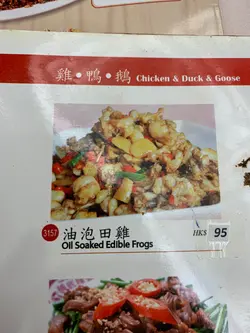 雞•鴨•鵝 Chicken & Duck & Goose
3157 油泡田雞 HK$ 95
Oil Soaked Edible Frogs